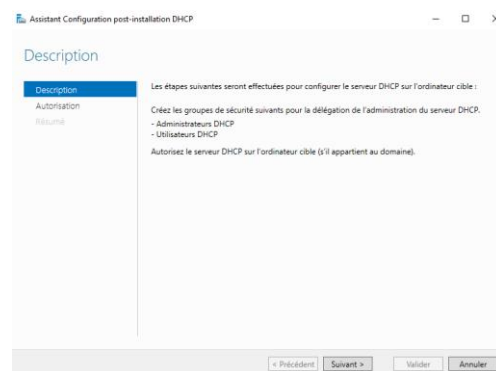 Assistant Configuration post-installation DHCP
Description
Description
Autorisation
Résumé
Les étapes suivantes seront effectuées pour configurer le serveur DHCP sur l'ordinateur cible :
Créez les groupes de sécurité suivants pour la délégation de l'administration du serveur DHCP.
- Administrateurs DHCP
- Utilisateurs DHCP
Autorisez le serveur DHCP sur l'ordinateur cible (s'il appartient au domaine).
< Précédent
Suivant >
Valider
Annuler